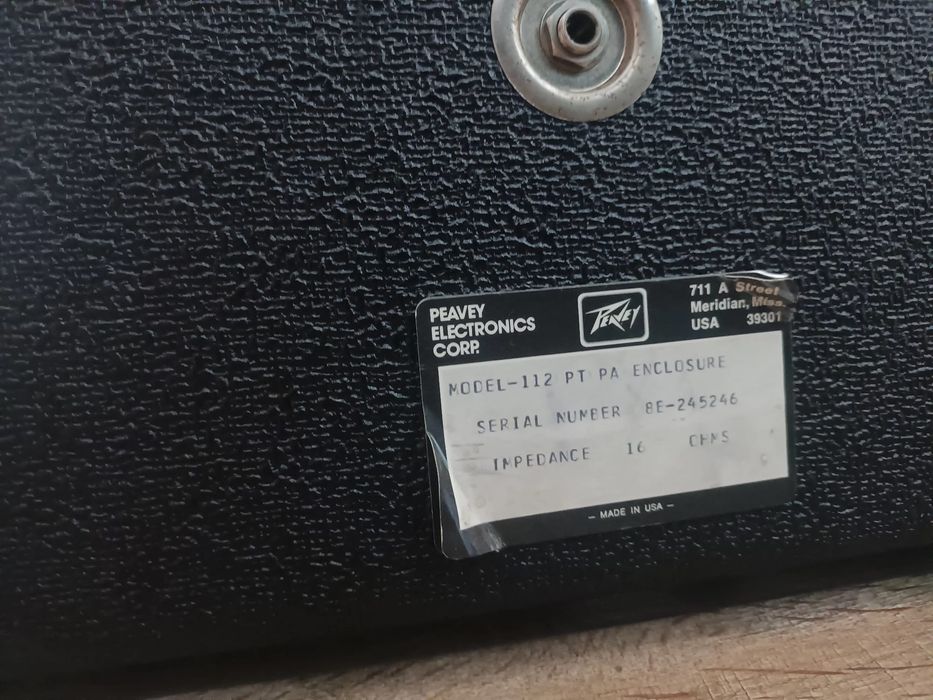 PEAVEY
ELECTRONICS
CORP.
PEAVEY
711 A Street
Meridian, Miss.
USA 39301
MODEL-112 PT PA ENCLOSURE
SERIAL NUMBER 8E-245246
IMPEDANCE 16 OHMS
– MADE IN USA –